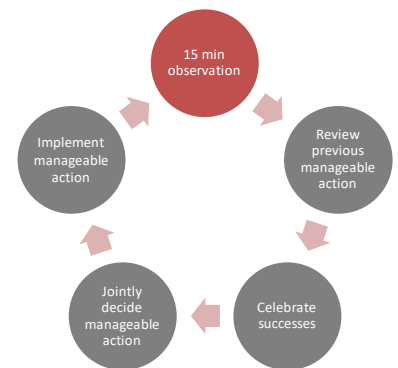 15 min
observation
Review
previous
manageable
action
Celebrate
successes
Jointly
decide
manageable
action
Implement
manageable
action